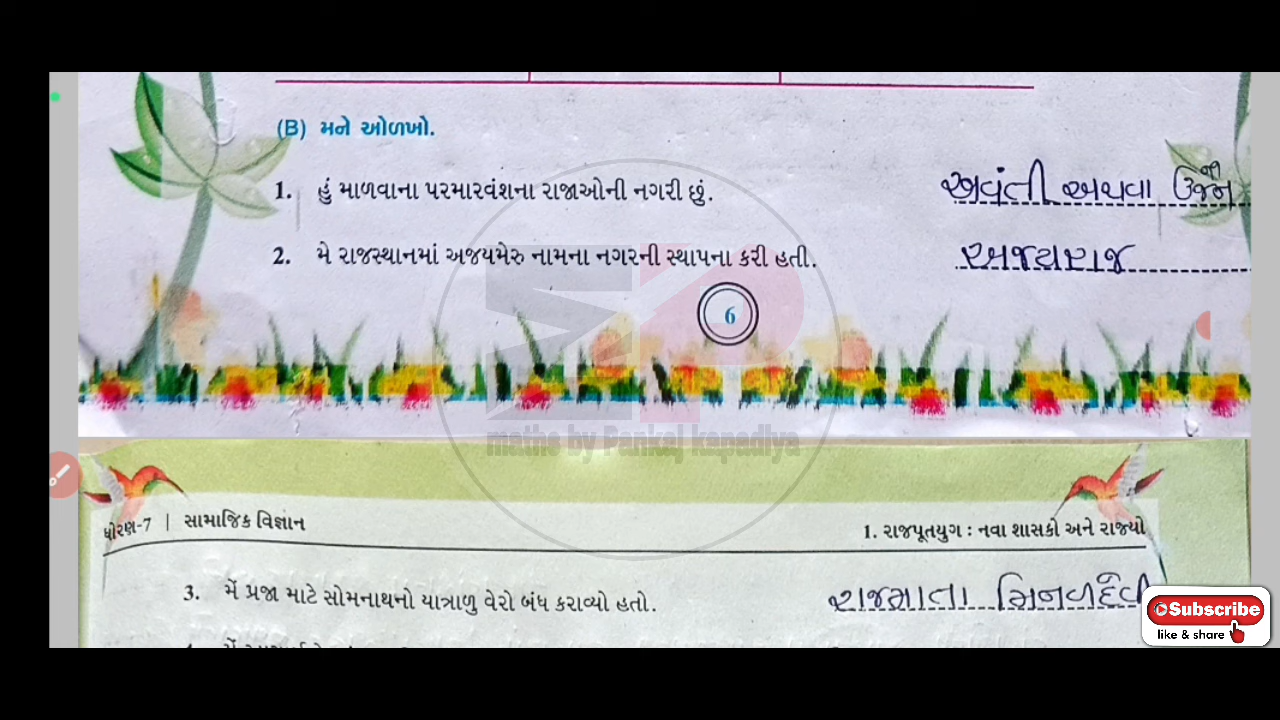 (B) મને ઓળખો.
1. હું માળવાના પરમારવંશના રાજાઓની નગરી છું. અવંતી અથવા ઉજ્જૈન
2. મે રાજસ્થાનમાં અજયમેરુ નામના નગરની સ્થાપના કરી હતી. અજયરાજ
6
maths by Pankaj kapadiya
ધોરણ-7 | સામાજિક વિજ્ઞાન 1. રાજપૂતયુગ : નવા શાસકો અને રાજ્યો
3. મેં પ્રજા માટે સોમનાથનો યાત્રાળુ વેરો બંધ કરાવ્યો હતો. રાજમાતા મિનળદેવી
Subscribe
like & share